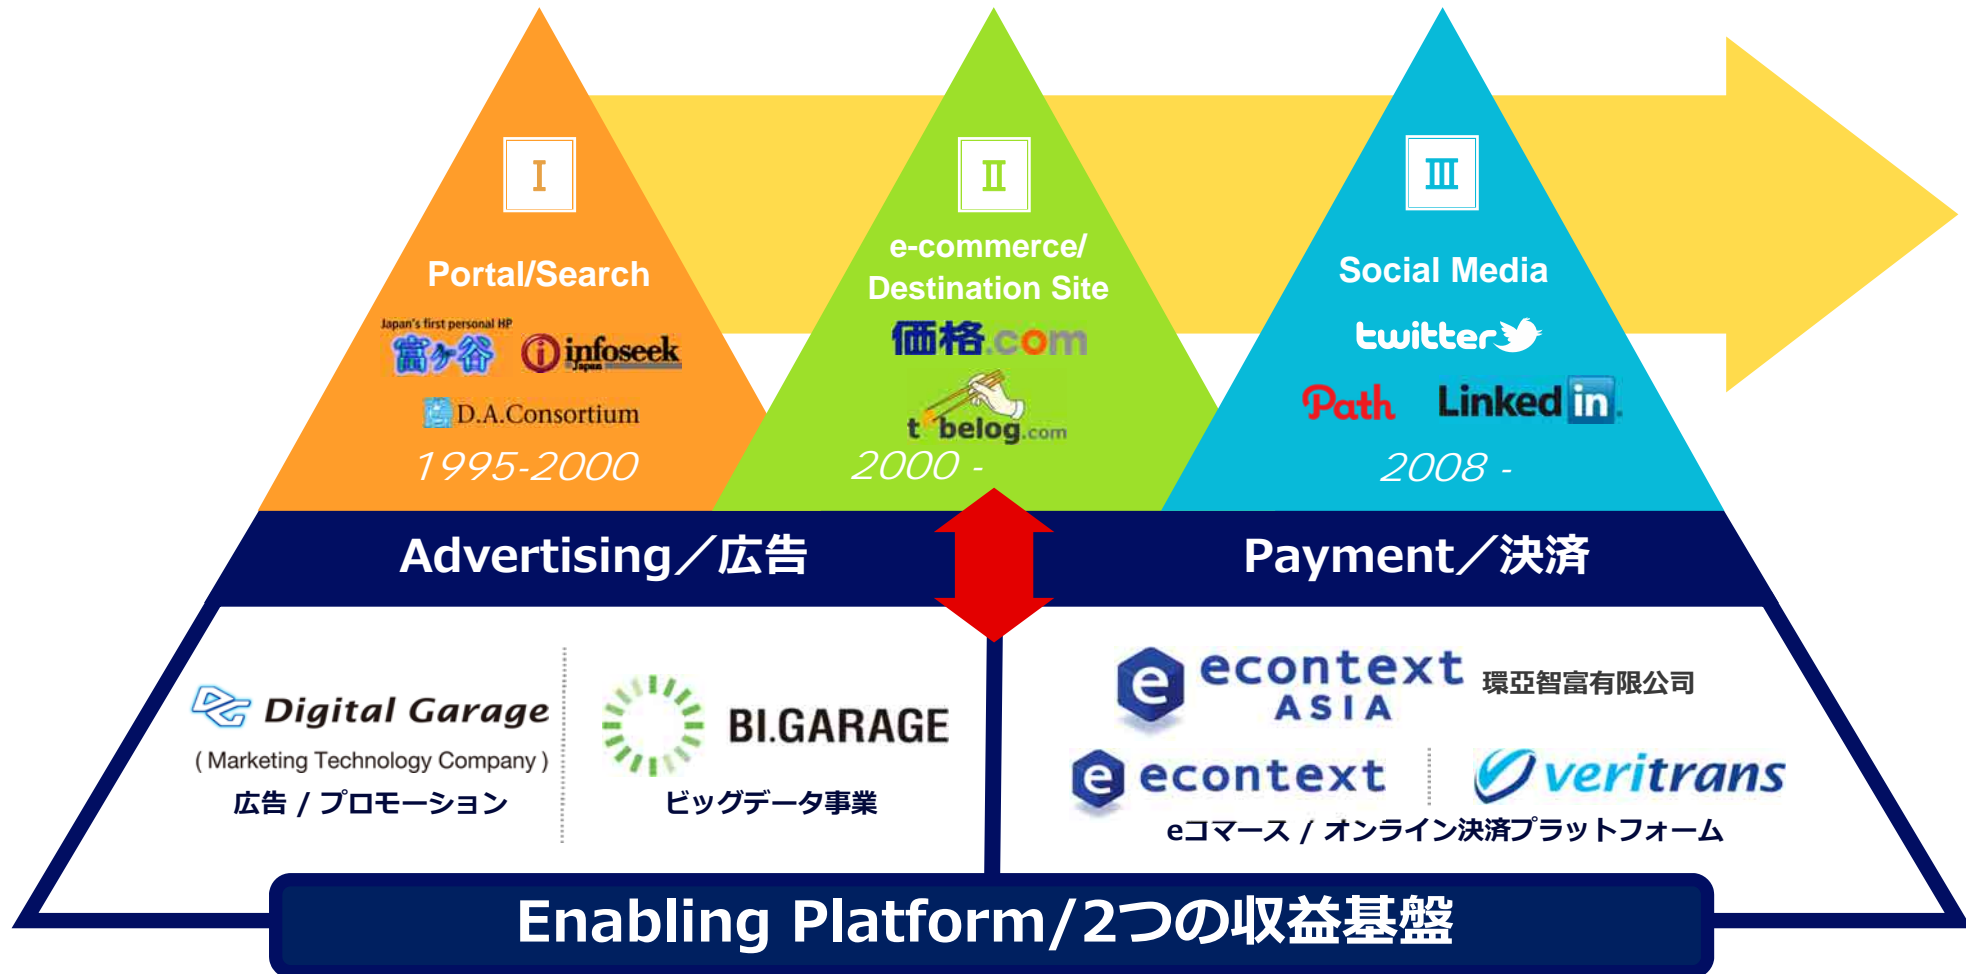 I
Portal/Search
Japan's first personal HP
富ヶ谷
infoseek
Japan
D.A.Consortium
1995-2000
II
e-commerce/
Destination Site
価格.com
tabelog.com
2000 -
III
Social Media
twitter
Path
Linked in
2008 -
Advertising／広告
Payment／決済
DG Digital Garage
( Marketing Technology Company )
広告 / プロモーション
BI.GARAGE
ビッグデータ事業
e econtext
ASIA
環亞智富有限公司
e econtext
veritrans
eコマース / オンライン決済プラットフォーム
Enabling Platform/2つの収益基盤